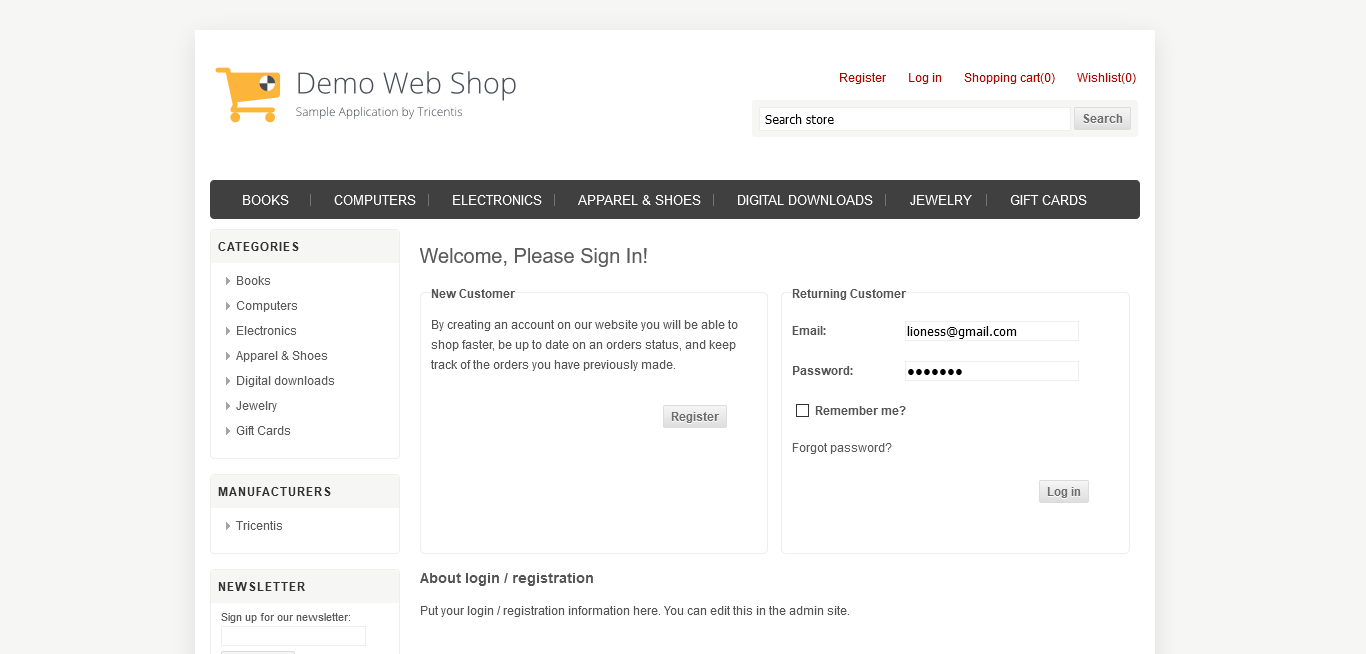 Demo Web Shop
Sample Application by Tricentis
Register Log in Shopping cart(0) Wishlist(0)
Search store Search
BOOKS COMPUTERS ELECTRONICS APPAREL & SHOES DIGITAL DOWNLOADS JEWELRY GIFT CARDS
CATEGORIES
Books
Computers
Electronics
Apparel & Shoes
Digital downloads
Jewelry
Gift Cards
MANUFACTURERS
Tricentis
NEWSLETTER
Sign up for our newsletter:
Welcome, Please Sign In!
New Customer
By creating an account on our website you will be able to
shop faster, be up to date on an orders status, and keep
track of the orders you have previously made.
Register
Returning Customer
Email: lioness@gmail.com
Password: ●●●●●●●
Remember me?
Forgot password?
Log in
About login / registration
Put your login / registration information here. You can edit this in the admin site.